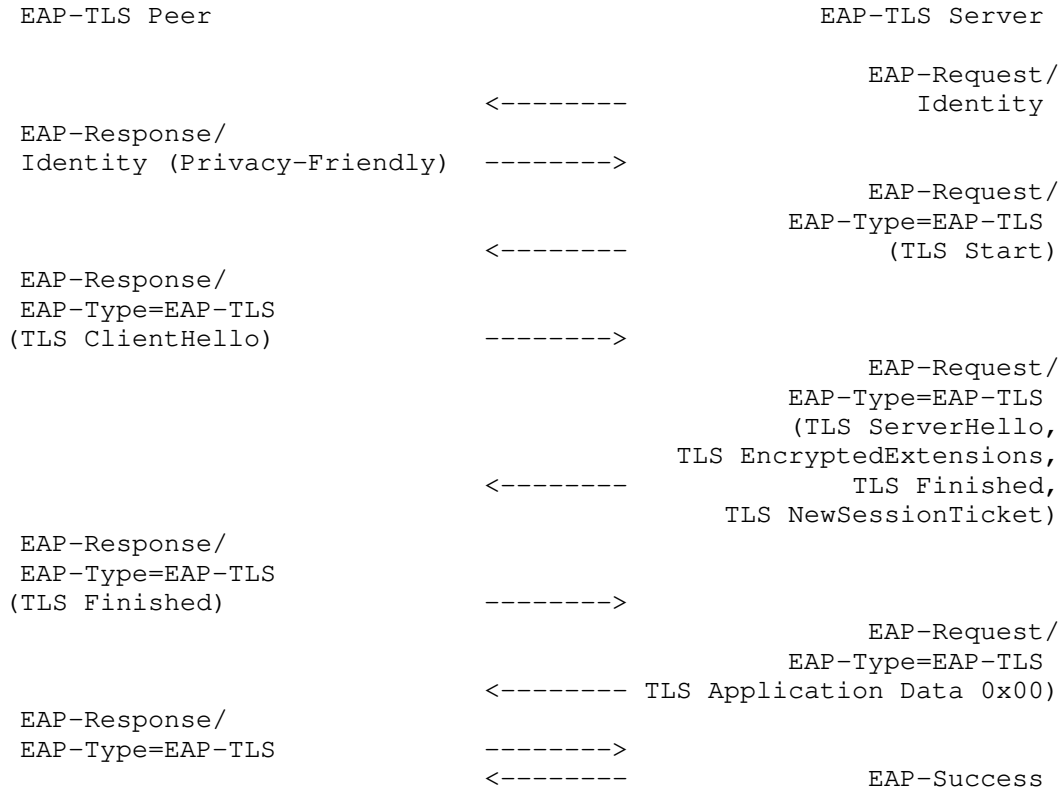 EAP-TLS Peer                                      EAP-TLS Server
EAP-Request/
<--------                   Identity
EAP-Response/
Identity (Privacy-Friendly)  -------->
EAP-Request/
EAP-Type=EAP-TLS
<--------                (TLS Start)
EAP-Response/
EAP-Type=EAP-TLS
(TLS ClientHello)             -------->
EAP-Request/
EAP-Type=EAP-TLS
(TLS ServerHello,
TLS EncryptedExtensions,
<--------              TLS Finished,
TLS NewSessionTicket)
EAP-Response/
EAP-Type=EAP-TLS
(TLS Finished)                -------->
EAP-Request/
EAP-Type=EAP-TLS
<-------- TLS Application Data 0x00)
EAP-Response/
EAP-Type=EAP-TLS             -------->
<--------                EAP-Success